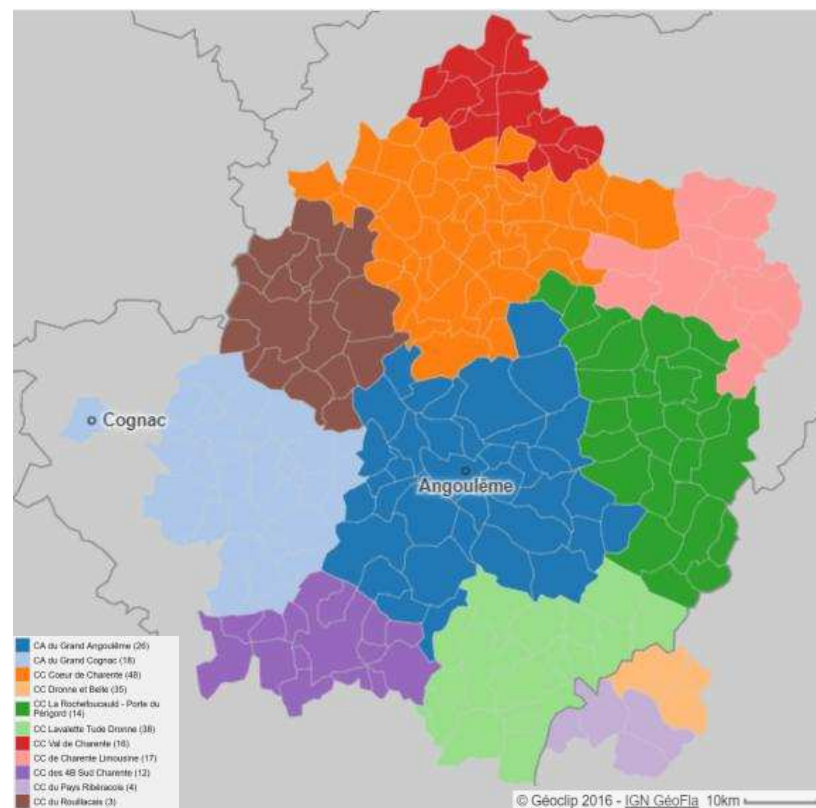 Cognac
Angoulême
CA du Grand Angoulême (26)
CA du Grand Cognac (18)
CC Coeur de Charente (48)
CC Dronne et Belle (35)
CC La Rochefoucauld - Porte du
Périgord (14)
CC Lavalette Tude Dronne (38)
CC Val de Charente (16)
CC de Charente Limousine (17)
CC des 4B Sud Charente (12)
CC du Pays Ribéracois (4)
CC du Rouillacais (3)
© Géoclip 2016 - IGN GéoFla 10km